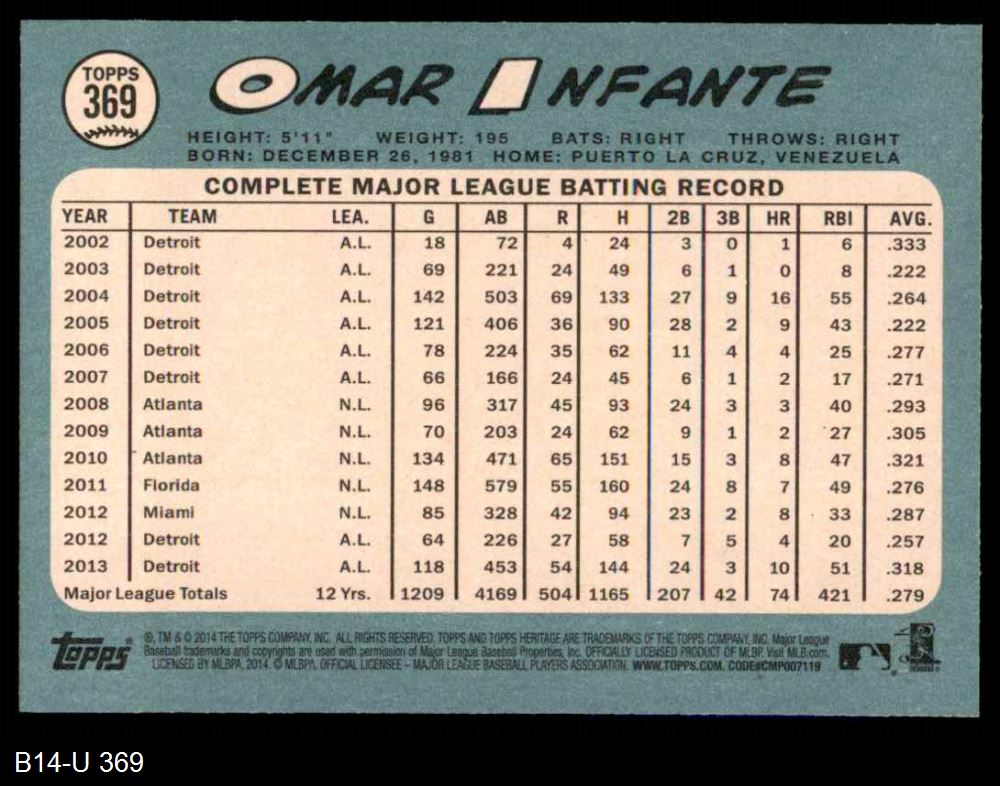 TOPPS
369
OMAR INFANTE
HEIGHT: 5'11" WEIGHT: 195 BATS: RIGHT THROWS: RIGHT
BORN: DECEMBER 26, 1981 HOME: PUERTO LA CRUZ, VENEZUELA
COMPLETE MAJOR LEAGUE BATTING RECORD
YEAR TEAM LEA. G AB R H 2B 3B HR RBI AVG.
2002 Detroit A.L. 18 72 4 24 3 0 1 6 .333
2003 Detroit A.L. 69 221 24 49 6 1 0 8 .222
2004 Detroit A.L. 142 503 69 133 27 9 16 55 .264
2005 Detroit A.L. 121 406 36 90 28 2 9 43 .222
2006 Detroit A.L. 78 224 35 62 11 4 4 25 .277
2007 Detroit A.L. 66 166 24 45 6 1 2 17 .271
2008 Atlanta N.L. 96 317 45 93 24 3 3 40 .293
2009 Atlanta N.L. 70 203 24 62 9 1 2 27 .305
2010 Atlanta N.L. 134 471 65 151 15 3 8 47 .321
2011 Florida N.L. 148 579 55 160 24 8 7 49 .276
2012 Miami N.L. 85 328 42 94 23 2 8 33 .287
2012 Detroit A.L. 64 226 27 58 7 5 4 20 .257
2013 Detroit A.L. 118 453 54 144 24 3 10 51 .318
Major League Totals 12 Yrs. 1209 4169 504 1165 207 42 74 421 .279
Topps®
®, TM & © 2014 THE TOPPS COMPANY, INC. ALL RIGHTS RESERVED. TOPPS AND TOPPS HERITAGE ARE TRADEMARKS OF THE TOPPS COMPANY, INC. Major League
Baseball trademarks and copyrights are used with permission of Major League Baseball Properties, Inc. OFFICIALLY LICENSED PRODUCT OF MLBP. Visit MLB.com.
LICENSED BY MLBPA, 2014. © MLBPA. OFFICIAL LICENSEE – MAJOR LEAGUE BASEBALL PLAYERS ASSOCIATION. WWW.TOPPS.COM. CODE#CMP007119
B14-U 369